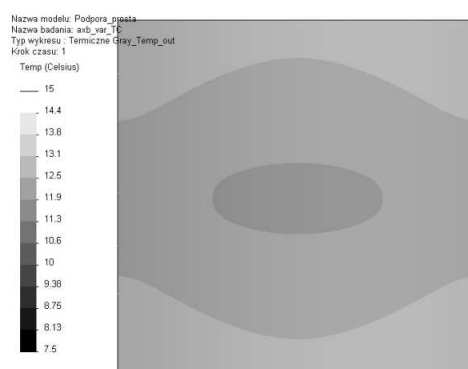 Nazwa modelu: Podpora_prosta
Nazwa badania: axb_var_TC
Typ wykresu : Termiczne Gray_Temp_out
Krok czasu: 1
Temp (Celsius)
15
14.4
13.8
13.1
12.5
11.9
11.3
10.6
10
9.38
8.75
8.13
7.5